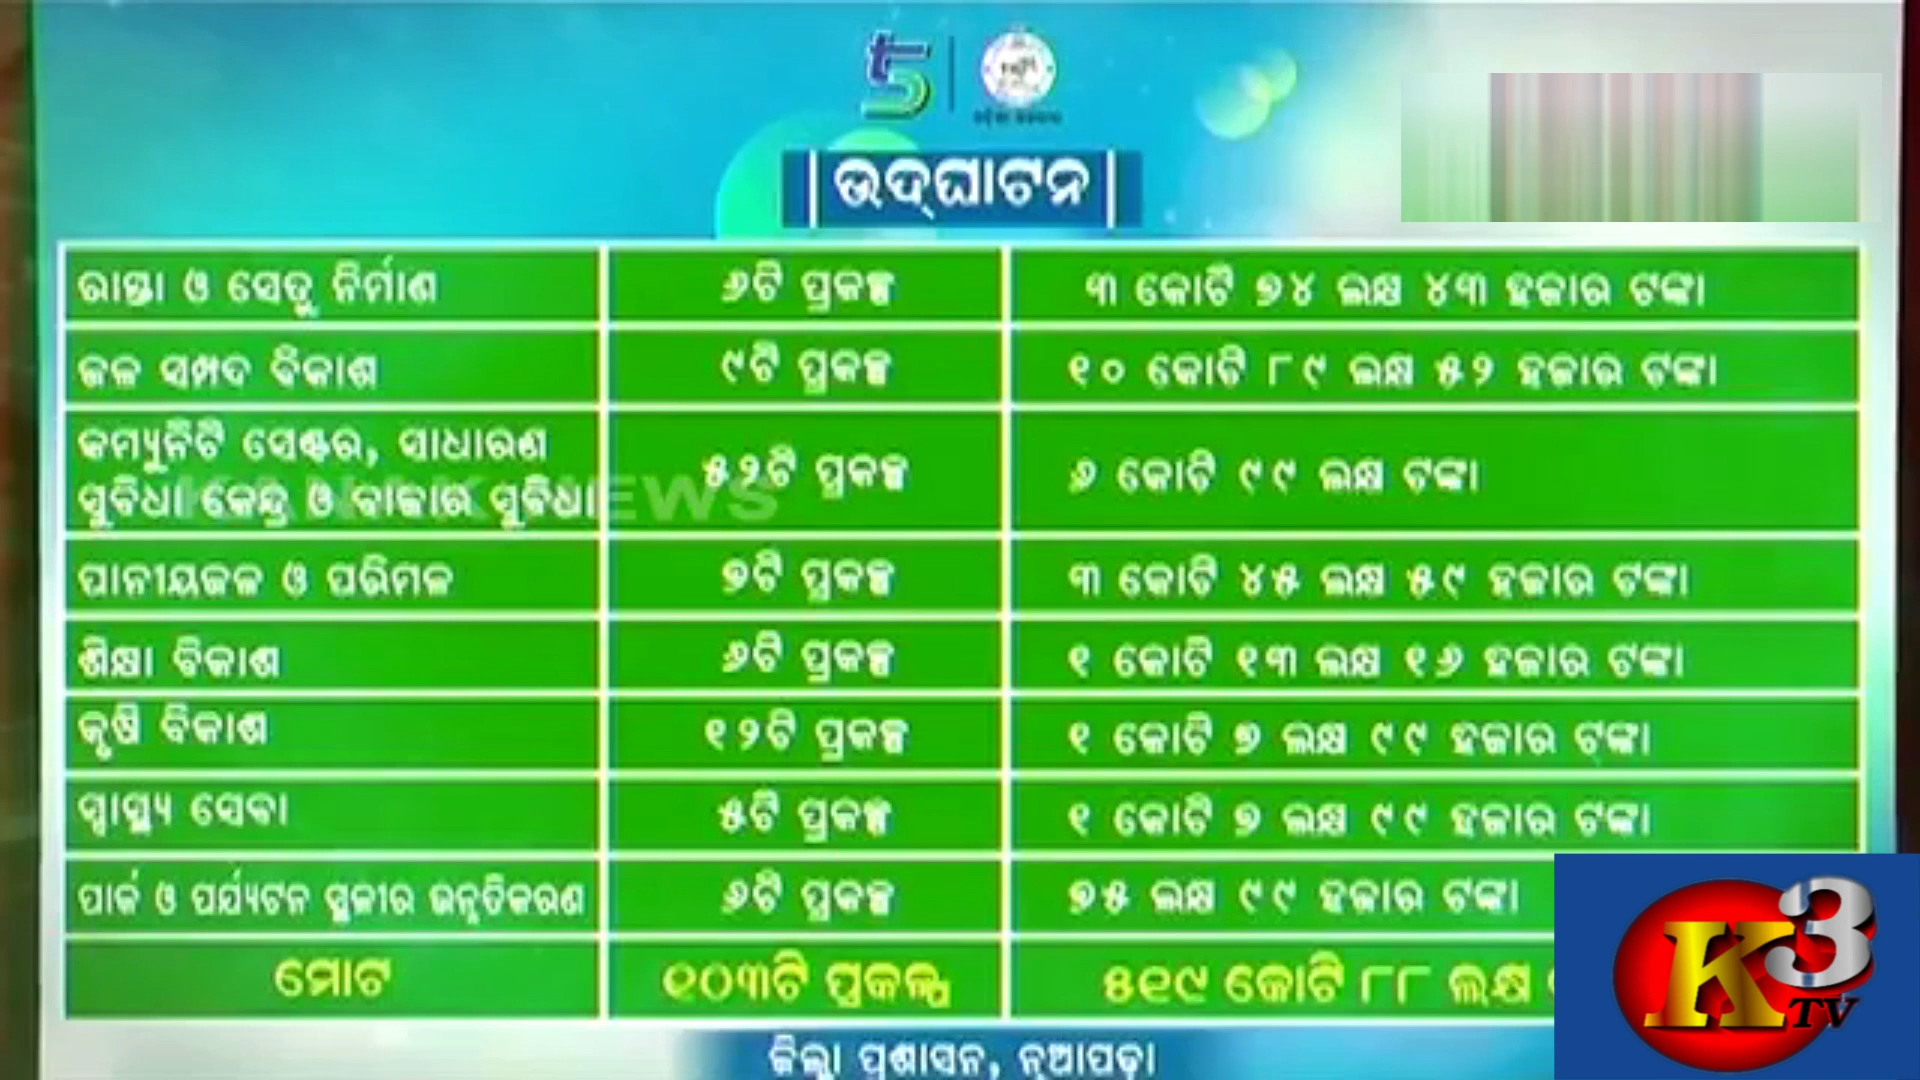 ଉଦ୍‌ଘାଟନ
ରାସ୍ତା ଓ ସେତୁ ନିର୍ମାଣ ୬ଟି ପ୍ରକଳ୍ପ ୩ କୋଟି ୭୪ ଲକ୍ଷ ୪୩ ହଜାର ଟଙ୍କା
ଜଳ ସମ୍ପଦ ବିକାଶ ୯ଟି ପ୍ରକଳ୍ପ ୧୦ କୋଟି ୮୯ ଲକ୍ଷ ୫୨ ହଜାର ଟଙ୍କା
କମ୍ୟୁନିଟି ସେଣ୍ଟର, ସାଧାରଣ
ସୁବିଧା କେନ୍ଦ୍ର ଓ ବାଜାର ସୁବିଧା ୫୨ଟି ପ୍ରକଳ୍ପ ୬ କୋଟି ୯୯ ଲକ୍ଷ ଟଙ୍କା
KANAK NEWS
ପାନୀୟଜଳ ଓ ପରିମଳ ୭ଟି ପ୍ରକଳ୍ପ ୩ କୋଟି ୪୫ ଲକ୍ଷ ୫୯ ହଜାର ଟଙ୍କା
ଶିକ୍ଷା ବିକାଶ ୬ଟି ପ୍ରକଳ୍ପ ୧ କୋଟି ୧୩ ଲକ୍ଷ ୧୬ ହଜାର ଟଙ୍କା
କୃଷି ବିକାଶ ୧୨ଟି ପ୍ରକଳ୍ପ ୧ କୋଟି ୭ ଲକ୍ଷ ୯୯ ହଜାର ଟଙ୍କା
ସ୍ୱାସ୍ଥ୍ୟ ସେବା ୫ଟି ପ୍ରକଳ୍ପ ୧ କୋଟି ୭ ଲକ୍ଷ ୯୯ ହଜାର ଟଙ୍କା
ପାର୍କ ଓ ପର୍ଯ୍ୟଟନ ସ୍ଥଳୀର ଉନ୍ନତିକରଣ ୬ଟି ପ୍ରକଳ୍ପ ୭୫ ଲକ୍ଷ ୯୯ ହଜାର ଟଙ୍କା
ମୋଟ ୧୦୩ଟି ପ୍ରକଳ୍ପ ୫୧୯ କୋଟି ୮୮ ଲକ୍ଷ
K3 TV
ଜିଲ୍ଲା ପ୍ରଶାସନ, ନୂଆପଡ଼ା